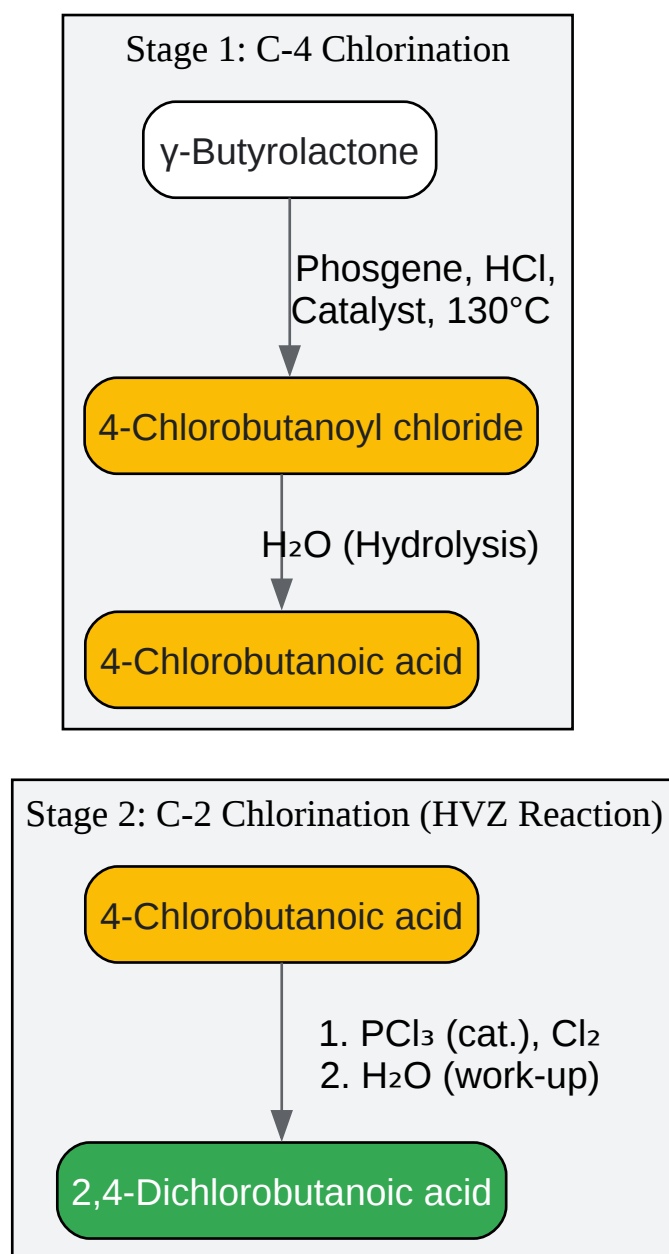 Stage 1: C-4 Chlorination
γ-Butyrolactone
Phosgene, HCl,
Catalyst, 130°C
4-Chlorobutanoyl chloride
H₂O (Hydrolysis)
4-Chlorobutanoic acid
Stage 2: C-2 Chlorination (HVZ Reaction)
4-Chlorobutanoic acid
1. PCl₃ (cat.), Cl₂
2. H₂O (work-up)
2,4-Dichlorobutanoic acid